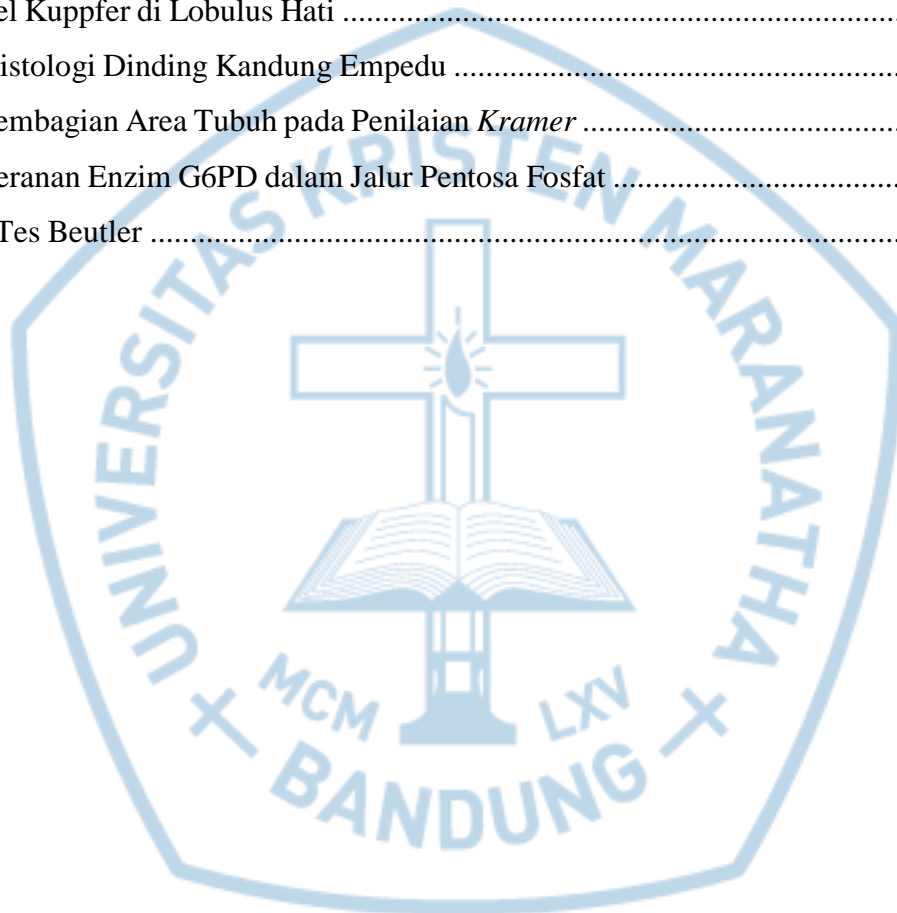 el Kuppfer di Lobulus Hati ........................................................................
istologi Dinding Kandung Empedu ..........................................................
embagian Area Tubuh pada Penilaian Kramer ..........................................
eranan Enzim G6PD dalam Jalur Pentosa Fosfat ......................................
Tes Beutler ................................................................................................
UNIVERSITAS KRISTEN MARANATHA
MCM LXV
BANDUNG